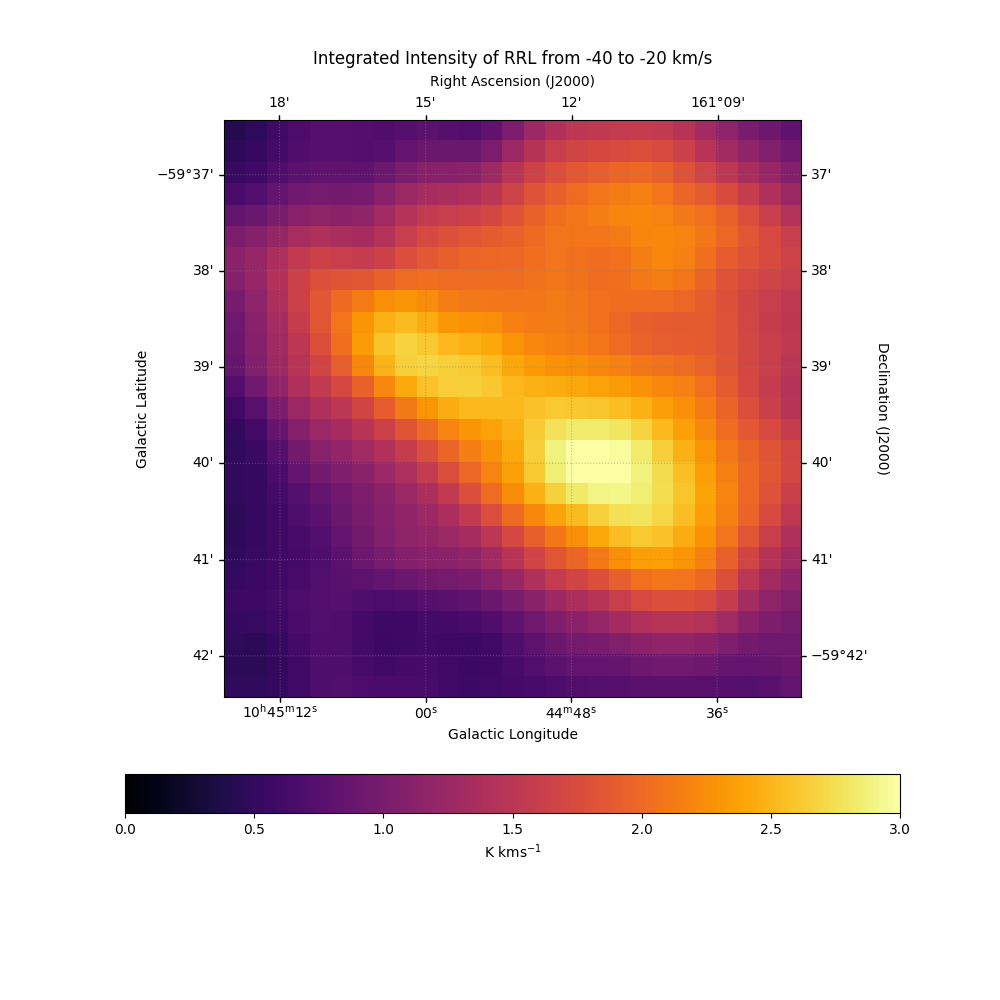 Integrated Intensity of RRL from -40 to -20 km/s
Right Ascension (J2000)
18' 15' 12' 161°09'
−59°37' 37'
38' 38'
39' 39'
Galactic Latitude
Declination (J2000)
40' 40'
41' 41'
42' −59°42'
10ʰ45ᵐ12ˢ 00ˢ 44ᵐ48ˢ 36ˢ
Galactic Longitude
0.0 0.5 1.0 1.5 2.0 2.5 3.0
K kms⁻¹